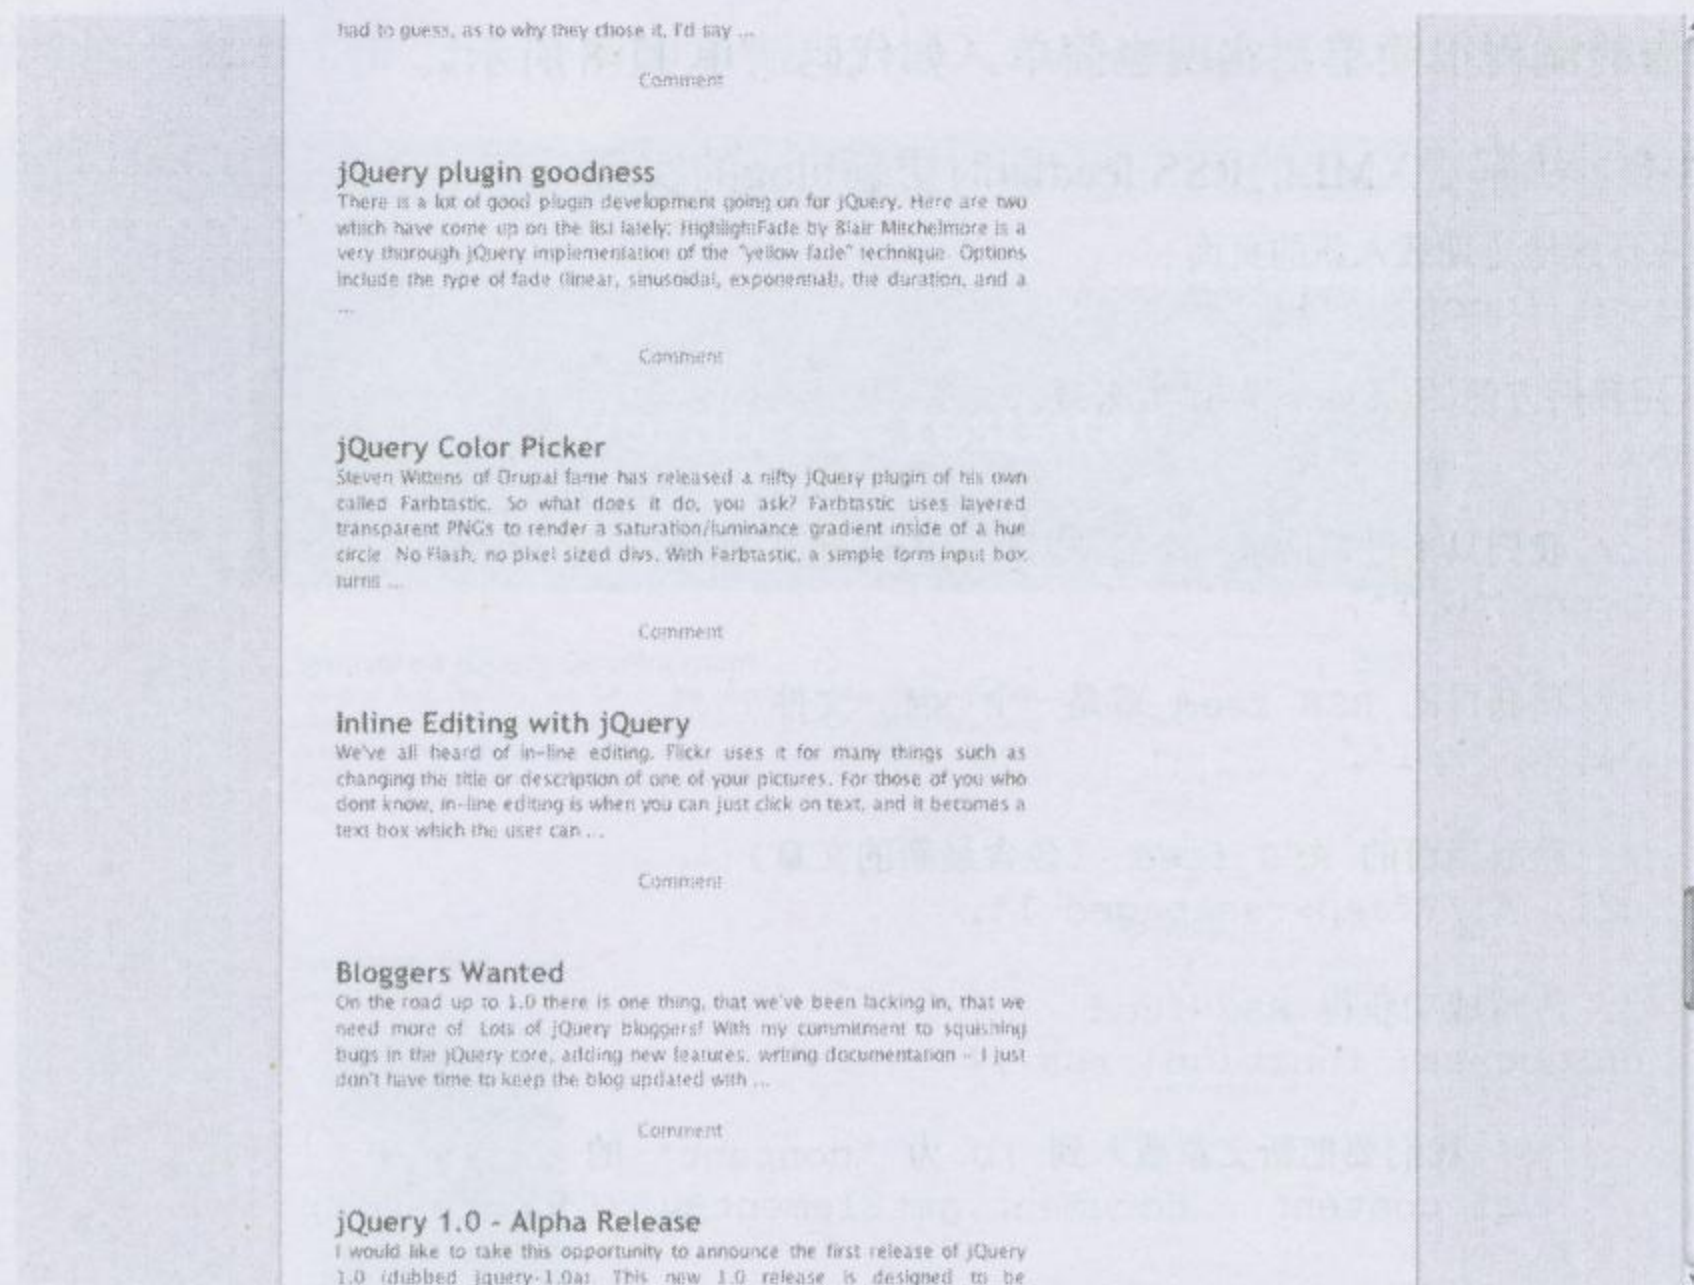 had to guess, as to why they chose it, I'd say ...
Comment
jQuery plugin goodness
There is a lot of good plugin development going on for jQuery. Here are two
which have come up on the list lately: HighlightFade by Blair Mitchelmore is a
very thorough jQuery implementation of the "yellow fade" technique. Options
include the type of fade (linear, sinusoidal, exponential), the duration, and a
...
Comment
jQuery Color Picker
Steven Wittens of Drupal fame has released a nifty jQuery plugin of his own
called Farbtastic. So what does it do, you ask? Farbtastic uses layered
transparent PNGs to render a saturation/luminance gradient inside of a hue
circle. No Flash, no pixel sized divs. With Farbtastic, a simple form input box
turns ...
Comment
Inline Editing with jQuery
We've all heard of in-line editing. Flickr uses it for many things such as
changing the title or description of one of your pictures. For those of you who
dont know, in-line editing is when you can just click on text, and it becomes a
text box which the user can ...
Comment
Bloggers Wanted
On the road up to 1.0 there is one thing, that we've been lacking in, that we
need more of. Lots of jQuery bloggers! With my commitment to squishing
bugs in the jQuery core, adding new features, writing documentation - I just
don't have time to keep the blog updated with ...
Comment
jQuery 1.0 - Alpha Release
I would like to take this opportunity to announce the first release of jQuery
1.0 (dubbed jquery-1.0a). This new 1.0 release is designed to be